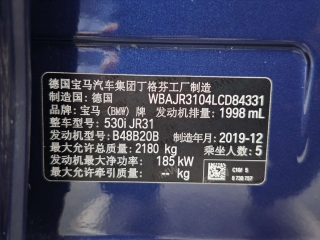 德国宝马汽车集团丁格芬工厂制造
制造国: 德国 WBAJR3104LCD84331
品牌: 宝马 (BMW) 牌 发动机排量: 1998 mL
整车型号: 530i JR31
发动机型号: B48B20B 制造年月: 2019-12
最大允许总质量: 2180 kg 乘坐人数: 5
发动机最大净功率: 185 kW
最大允许牵引质量: -- kg